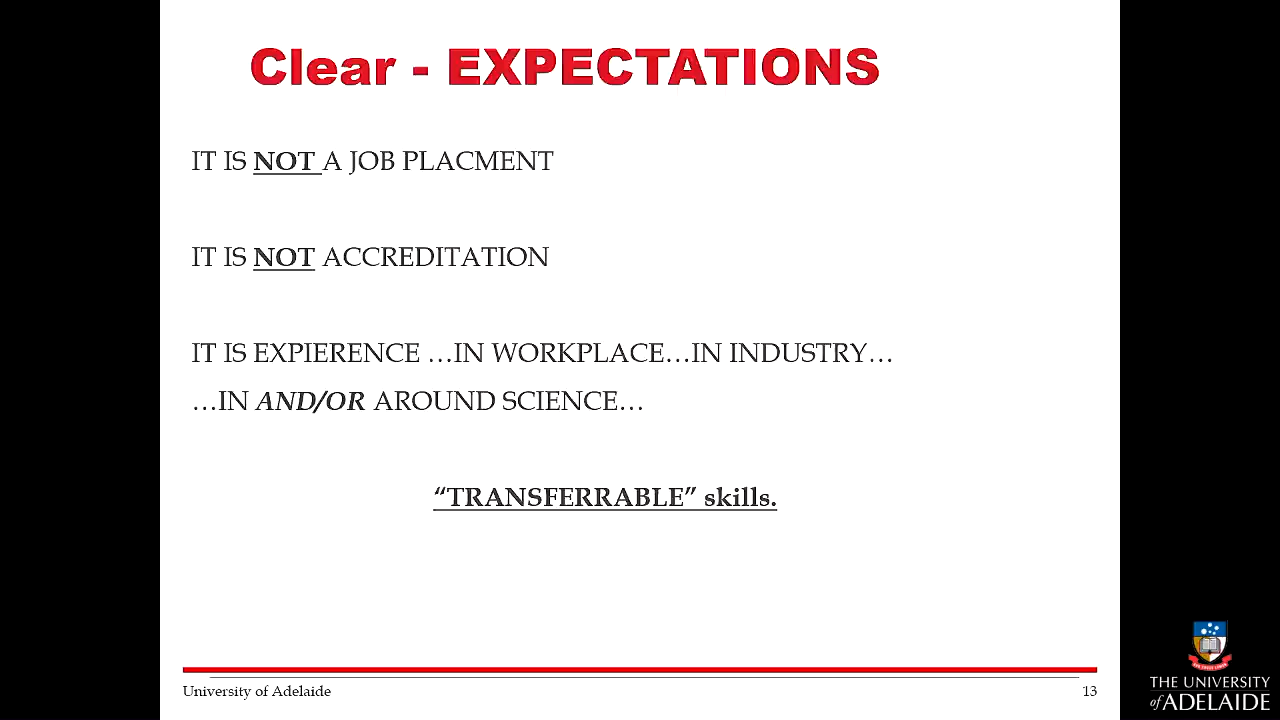 Clear - EXPECTATIONS
IT IS NOT A JOB PLACMENT
IT IS NOT ACCREDITATION
IT IS EXPIERENCE …IN WORKPLACE…IN INDUSTRY…
…IN AND/OR AROUND SCIENCE…
“TRANSFERRABLE” skills.
University of Adelaide
13
THE UNIVERSITY
of ADELAIDE